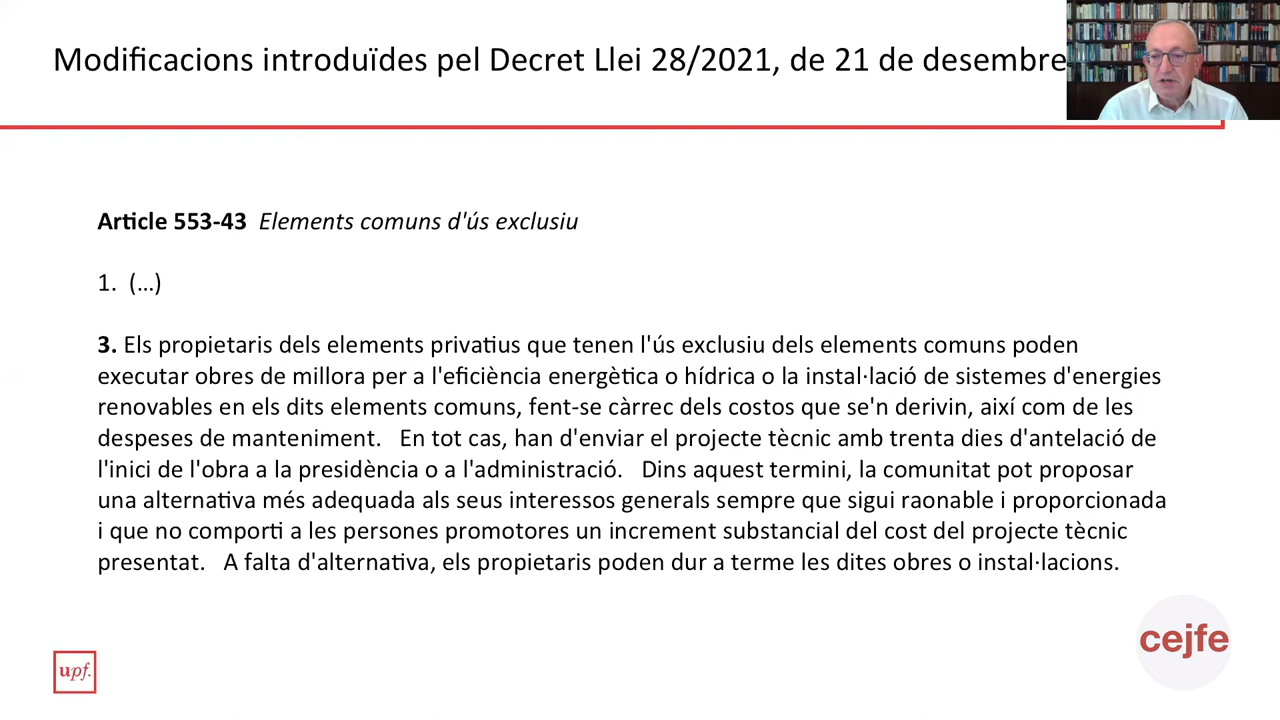 Modificacions introduïdes pel Decret Llei 28/2021, de 21 de desembre
Article 553-43 Elements comuns d'ús exclusiu
1. (...)
3. Els propietaris dels elements privatius que tenen l'ús exclusiu dels elements comuns poden
executar obres de millora per a l'eficiència energètica o hídrica o la instal·lació de sistemes d'energies
renovables en els dits elements comuns, fent-se càrrec dels costos que se'n derivin, així com de les
despeses de manteniment. En tot cas, han d'enviar el projecte tècnic amb trenta dies d'antelació de
l'inici de l'obra a la presidència o a l'administració. Dins aquest termini, la comunitat pot proposar
una alternativa més adequada als seus interessos generals sempre que sigui raonable i proporcionada
i que no comporti a les persones promotores un increment substancial del cost del projecte tècnic
presentat. A falta d'alternativa, els propietaris poden dur a terme les dites obres o instal·lacions.
cejfe
upf.